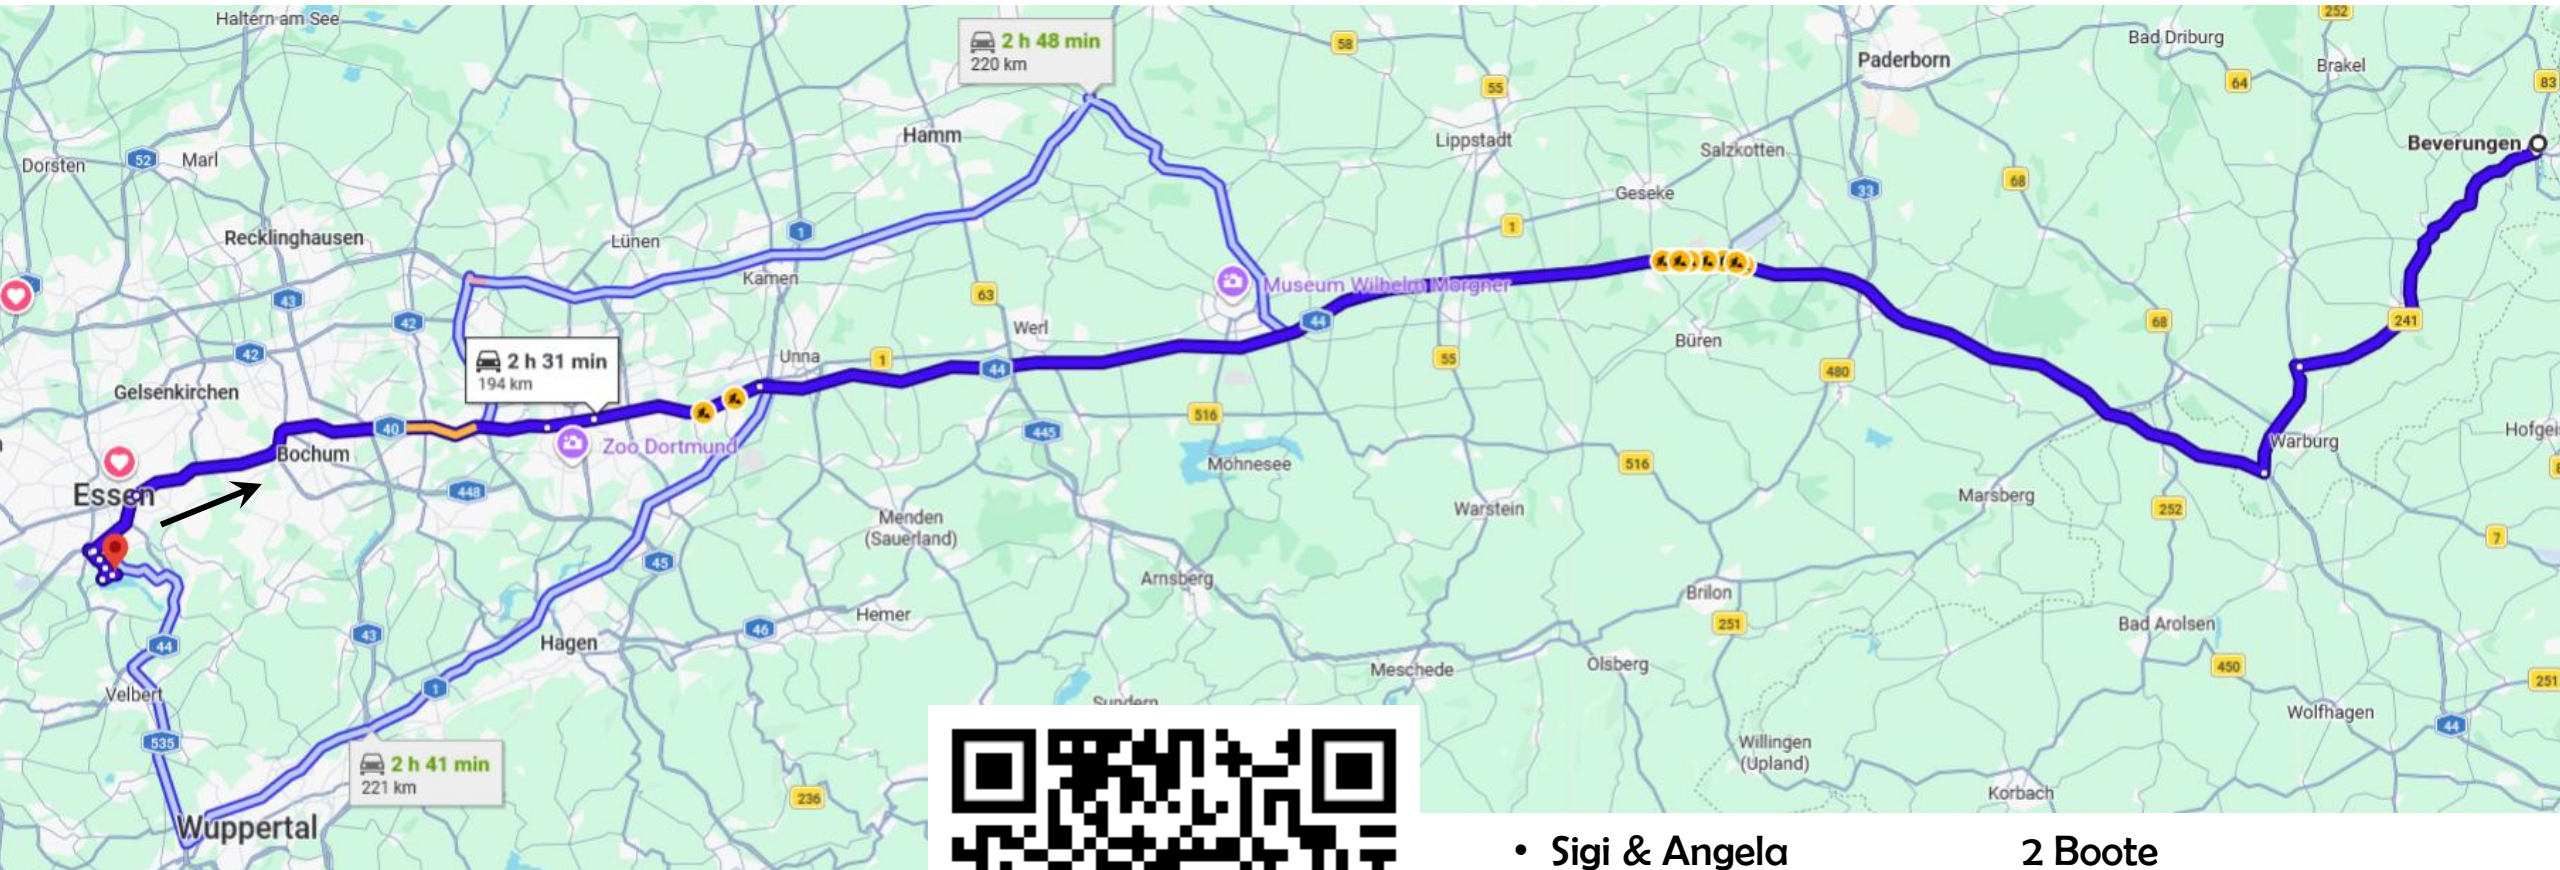 Haltern am See
252
2 h 48 min
220 km
58
Bad Driburg
Paderborn
Brakel
64
83
55
Hamm
Lippstadt
Beverungen
Dorsten
52
Marl
Salzkotten
68
33
Geseke
1
1
Recklinghausen
Lünen
Kamen
Museum Wilhelm Morgner
43
63
42
44
Werl
68
241
Büren
42
2 h 31 min
194 km
Unna
1
44
55
480
Gelsenkirchen
516
40
445
Zoo Dortmund
Bochum
Warburg
Hofgei
Möhnesee
516
448
Essen
Marsberg
252
Warstein
Menden
(Sauerland)
7
45
Arnsberg
Brilon
Hemer
46
43
44
Hagen
251
Bad Arolsen
Olsberg
Meschede
450
251
Velbert
1
Sundern
Wolfhagen
44
535
Willingen
(Upland)
2 h 41 min
221 km
236
Korbach
Wuppertal
• Sigi & Angela 2 Boote